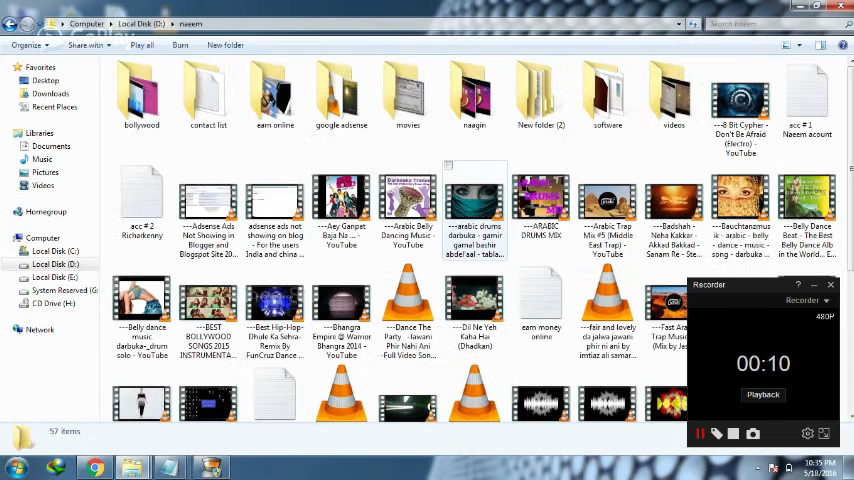 Computer ▸ Local Disk (D:) ▸ naeem
Search naeem
Organize
Share with
Play all
Burn
New folder
Favorites
Desktop
Downloads
Recent Places
Libraries
Documents
Music
Pictures
Videos
Homegroup
Computer
Local Disk (C:)
Local Disk (D:)
Local Disk (E:)
System Reserved (G:
CD Drive (H:)
Network
bollywood
contact list
earn online
google adsense
movies
naagin
New folder (2)
software
videos
---8 Bit Cypher -
Don't Be Afraid
(Electro) -
YouTube
acc # 1
Naeem acount
acc # 2
Richarkenny
---Adsense Ads
Not Showing in
Blogger and
Blogspot Site 20...
adsense ads not
showing on blog
- For the users
India and china ...
---Aey Ganpat
Baja Na ... -
YouTube
---Arabic Belly
Dancing Music -
YouTube
---arabic drums
darbuka - gamir
gamal bashir
abdel'aal - tabla...
---ARABIC
DRUMS MIX
---Arabic Trap
Mix #5 (Middle
East Trap) -
YouTube
---Badshah -
Neha Kakkar -
Akkad Bakkad -
Sanam Re - Ste...
---Bauchtanzmus
ik - arabic - belly
- dance - music -
song - darbuka ...
---Belly Dance
Beat - The Best
Belly Dance Alb
in the World... E...
---Belly dance
music
darbuka-_drum
solo - YouTube
---BEST
BOLLYWOOD
SONGS 2015
INSTRUMENTA...
---Best Hip-Hop-
Dhule Ka Sehra-
Remix By
FunCruz Dance ...
---Bhangra
Empire @ Warrior
Bhangra 2014 -
YouTube
---Dance The
Party -Jawani
Phir Nahi Ani
-Full Video Son...
---Dil Ne Yeh
Kaha Hai
(Dhadkan)
earn money
online
---fair and lovely
da jalwa jawani
phir ni ani by
imtiaz ali samar...
---Fast Ara
Trap Mus
(Mix by Jas
57 items
Recorder
Recorder
480P
00:10
Playback
10:35 PM
5/18/2016